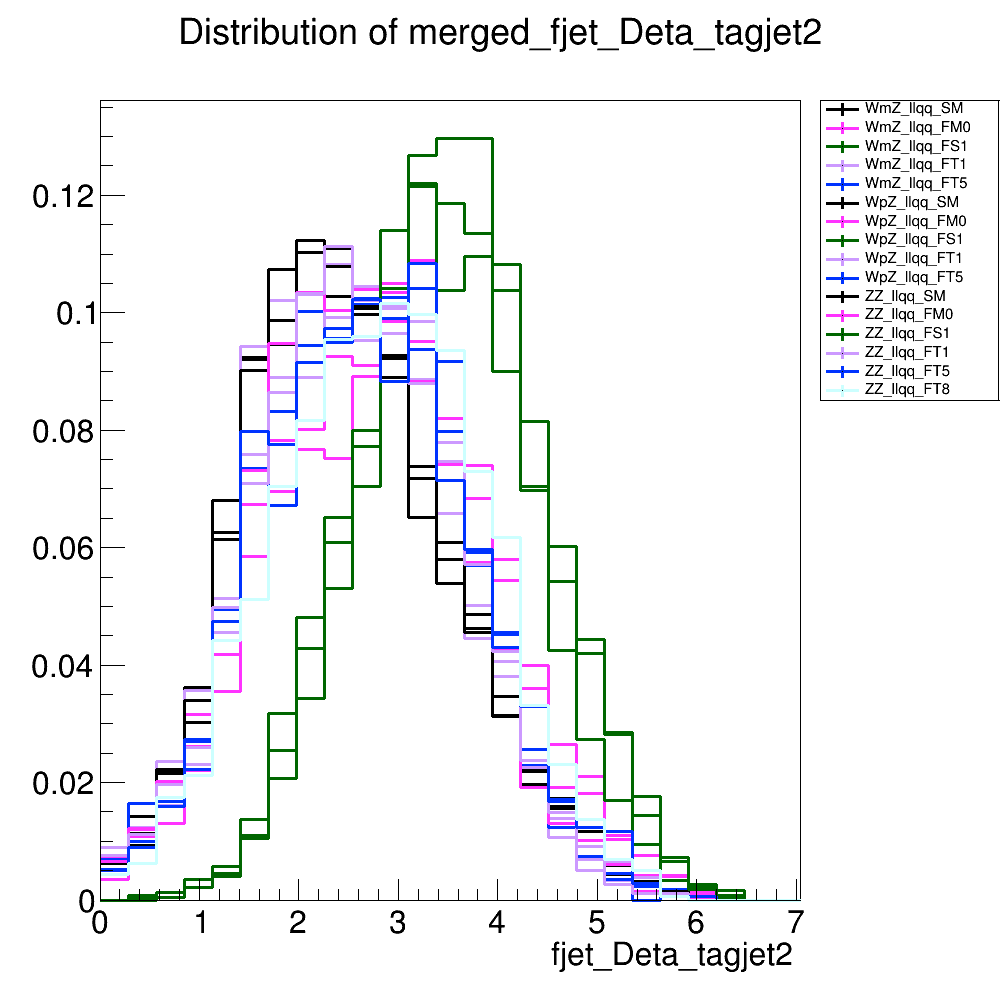 Distribution of merged_fjet_Deta_tagjet2
WmZ_llqq_SM
WmZ_llqq_FM0
WmZ_llqq_FS1
WmZ_llqq_FT1
WmZ_llqq_FT5
WpZ_llqq_SM
WpZ_llqq_FM0
WpZ_llqq_FS1
WpZ_llqq_FT1
WpZ_llqq_FT5
ZZ_llqq_SM
ZZ_llqq_FM0
ZZ_llqq_FS1
ZZ_llqq_FT1
ZZ_llqq_FT5
ZZ_llqq_FT8
0.12
0.1
0.08
0.06
0.04
0.02
0
0 1 2 3 4 5 6 7
fjet_Deta_tagjet2